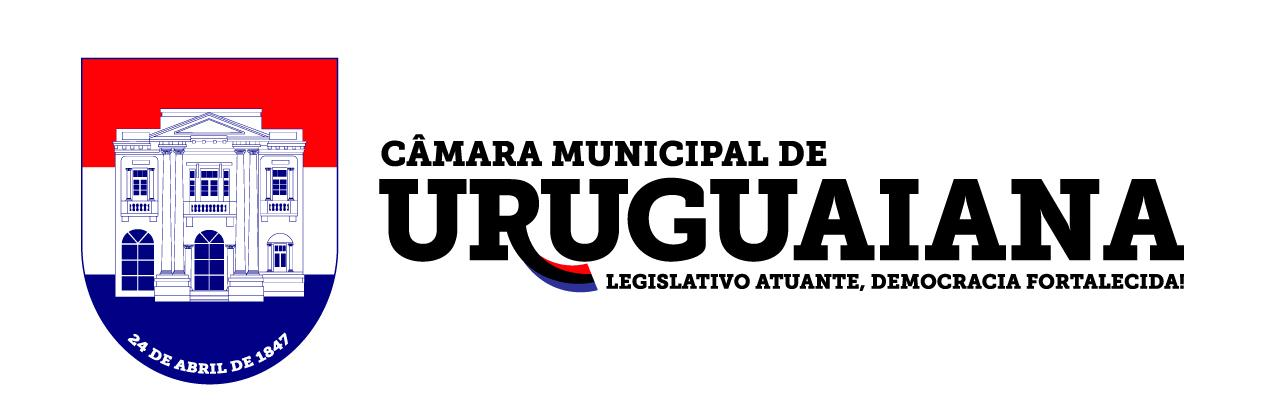 24 DE ABRIL DE 1847
CÂMARA MUNICIPAL DE
URUGUAIANA
LEGISLATIVO ATUANTE, DEMOCRACIA FORTALECIDA!